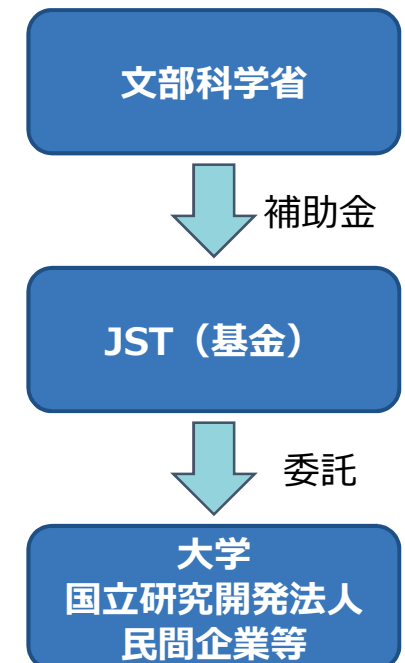 文部科学省
補助金
JST（基金）
委託
大学
国立研究開発法人
民間企業等